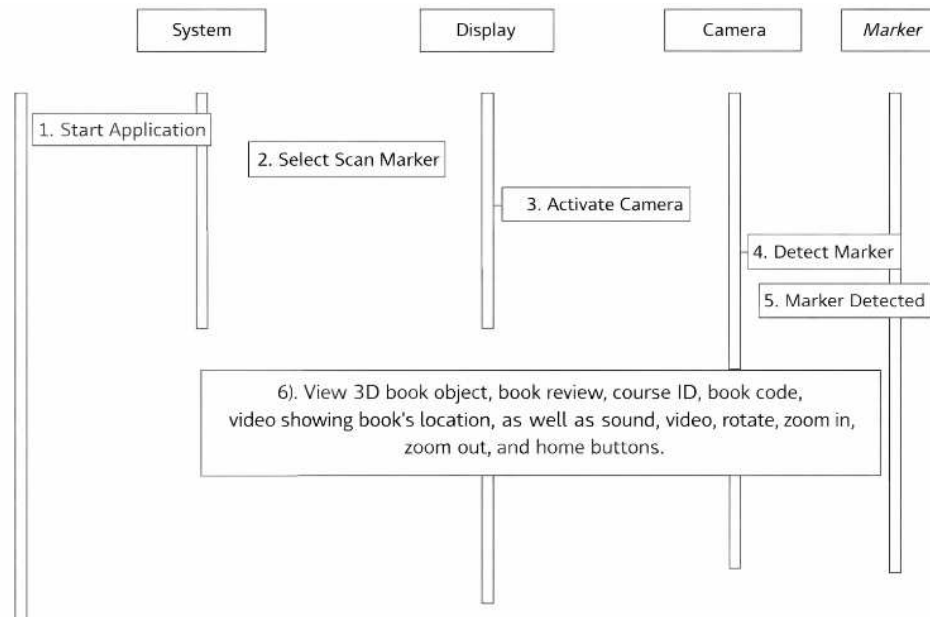 System
Display
Camera
Marker
1. Start Application
2. Select Scan Marker
3. Activate Camera
4. Detect Marker
5. Marker Detected
6). View 3D book object, book review, course ID, book code,
video showing book's location, as well as sound, video, rotate, zoom in,
zoom out, and home buttons.